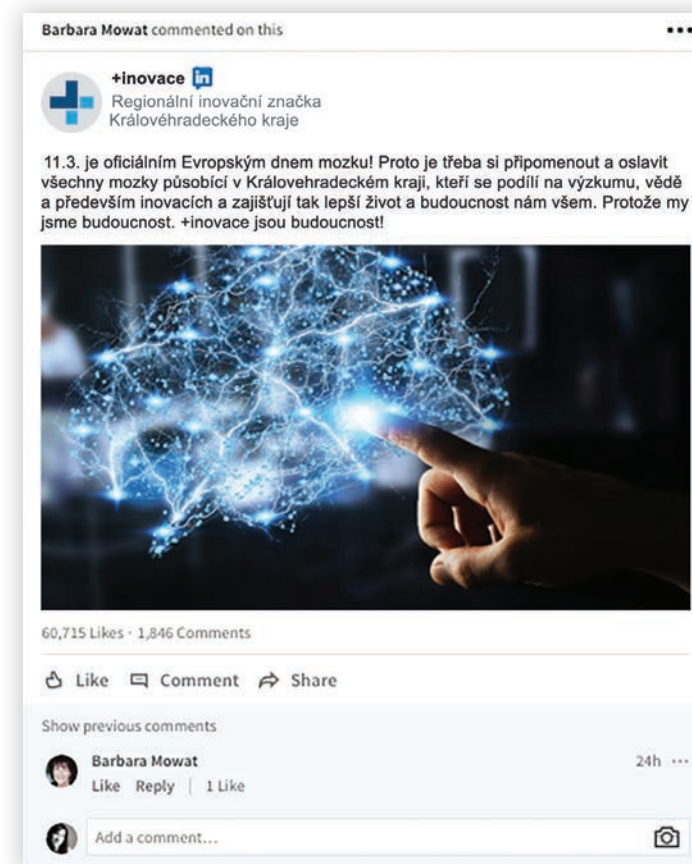 Barbara Mowat commented on this
+inovace in
Regionální inovační značka
Královéhradeckého kraje
11.3. je oficiálním Evropským dnem mozku! Proto je třeba si připomenout a oslavit
všechny mozky působící v Královehradeckém kraji, kteří se podílí na výzkumu, vědě
a především inovacích a zajišťují tak lepší život a budoucnost nám všem. Protože my
jsme budoucnost. +inovace jsou budoucnost!
60,715 Likes · 1,846 Comments
Like Comment Share
Show previous comments
Barbara Mowat 24h
Like Reply | 1 Like
Add a comment...